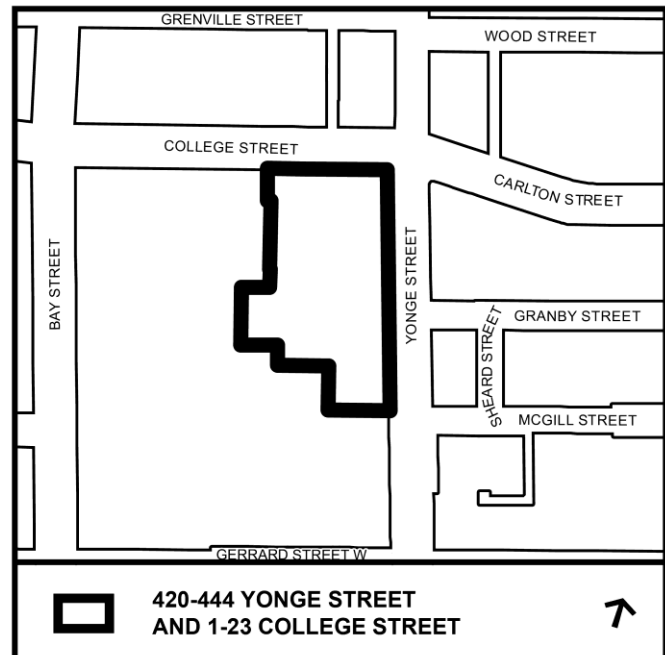 GRENVILLE STREET
WOOD STREET
COLLEGE STREET
CARLTON STREET
BAY STREET
YONGE STREET
GRANBY STREET
SHEARD STREET
MCGILL STREET
GERRARD STREET W
420-444 YONGE STREET
AND 1-23 COLLEGE STREET